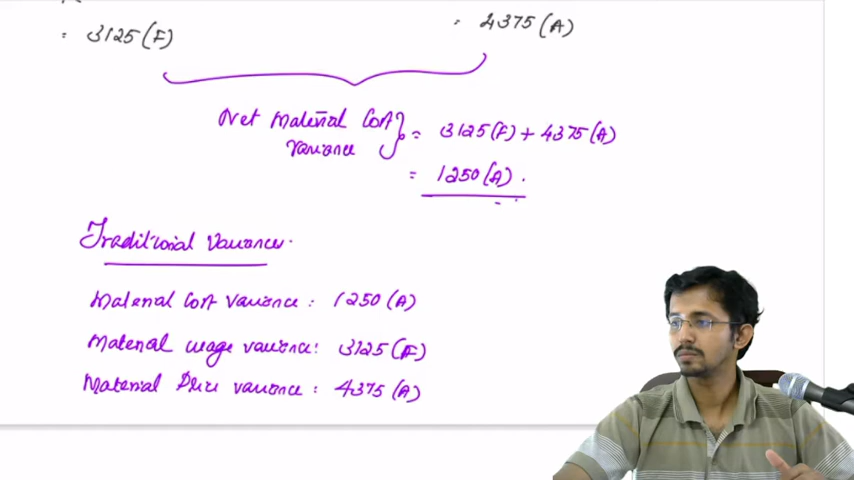 = 3125(F)
= 4375(A)
Net Material Cost
Variance
= 3125(F) + 4375(A)
= 1250(A).
Traditional Variances.
Material Cost Variance : 1250(A)
Material usage variance: 3125(F)
Material Price variance : 4375(A)